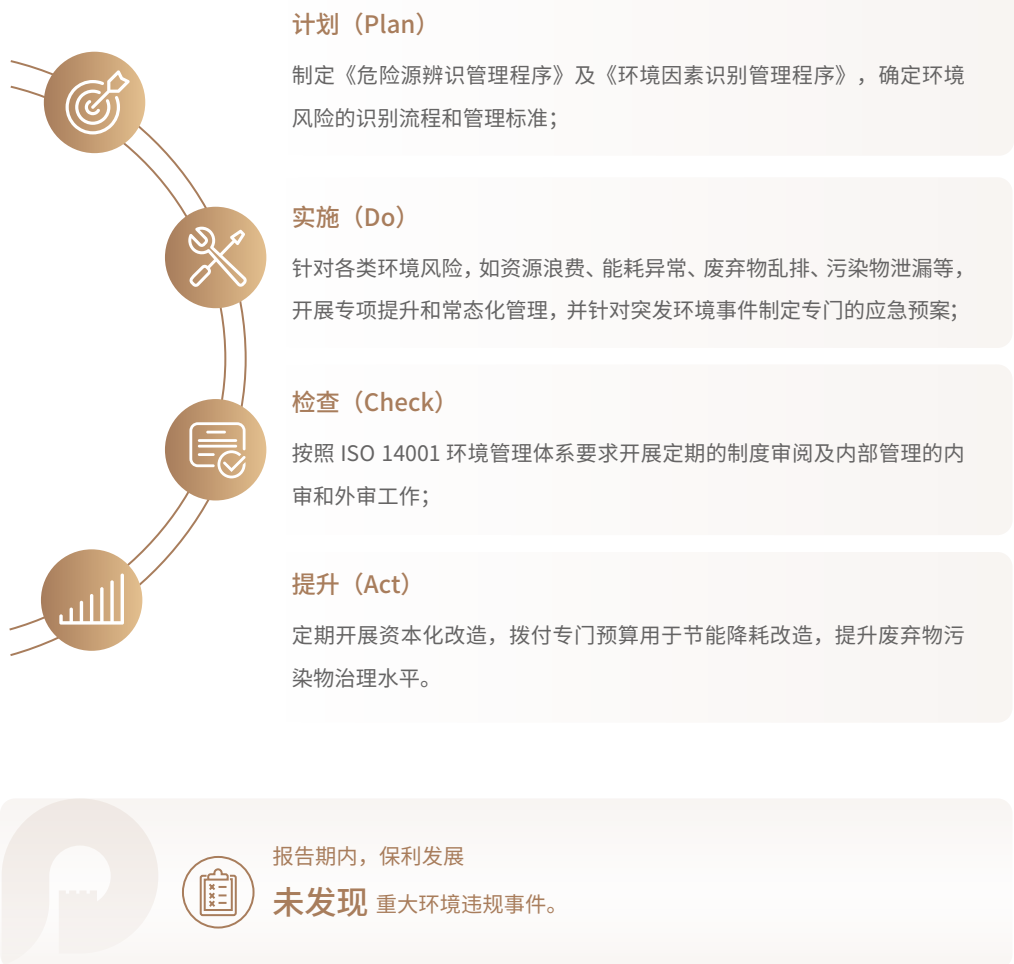 计划（Plan）
制定《危险源辨识管理程序》及《环境因素识别管理程序》，确定环境
风险的识别流程和管理标准；
实施（Do）
针对各类环境风险，如资源浪费、能耗异常、废弃物乱排、污染物泄漏等，
开展专项提升和常态化管理，并针对突发环境事件制定专门的应急预案；
检查（Check）
按照 ISO 14001 环境管理体系要求开展定期的制度审阅及内部管理的内
审和外审工作；
提升（Act）
定期开展资本化改造，拨付专门预算用于节能降耗改造，提升废弃物污
染物治理水平。
报告期内，保利发展
未发现 重大环境违规事件。